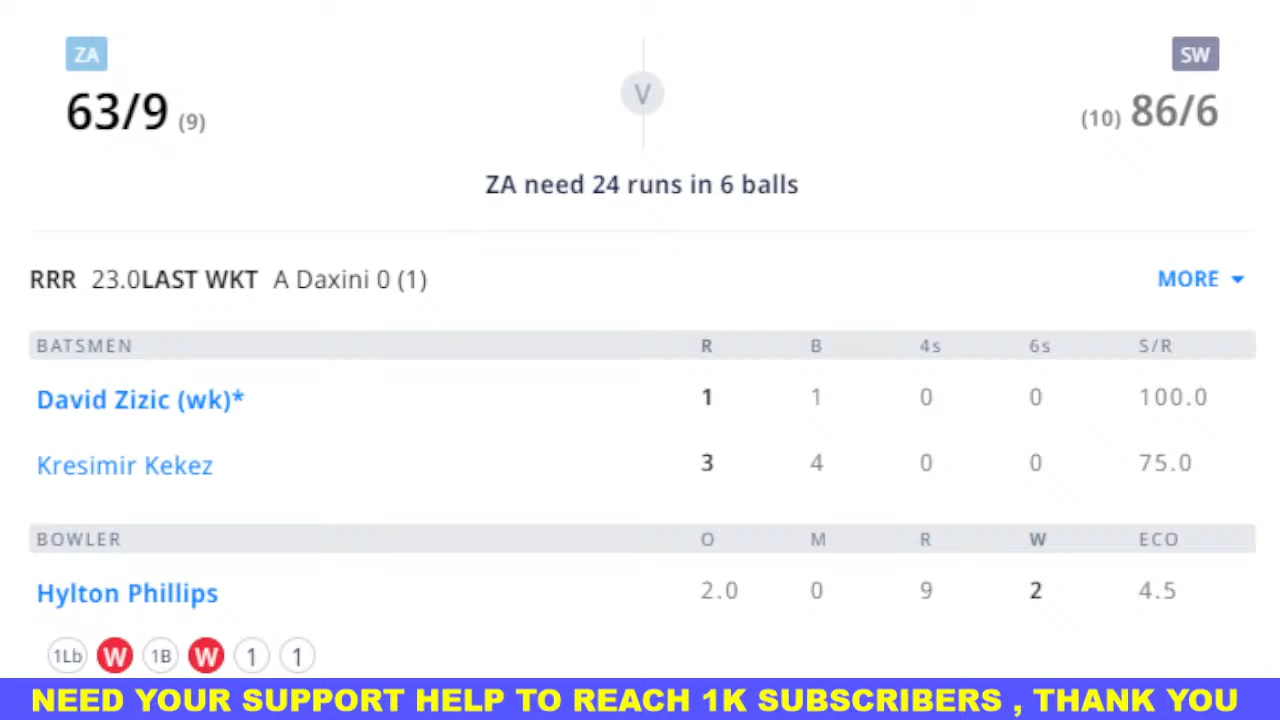 ZA
V
SW
63/9 (9)
(10) 86/6
ZA need 24 runs in 6 balls
RRR 23.0LAST WKT A Daxini 0 (1)
MORE
BATSMEN R B 4s 6s S/R
David Zizic (wk)* 1 1 0 0 100.0
Kresimir Kekez 3 4 0 0 75.0
BOWLER O M R W ECO
Hylton Phillips 2.0 0 9 2 4.5
1Lb W 1B W 1 1
NEED YOUR SUPPORT HELP TO REACH 1K SUBSCRIBERS , THANK YOU